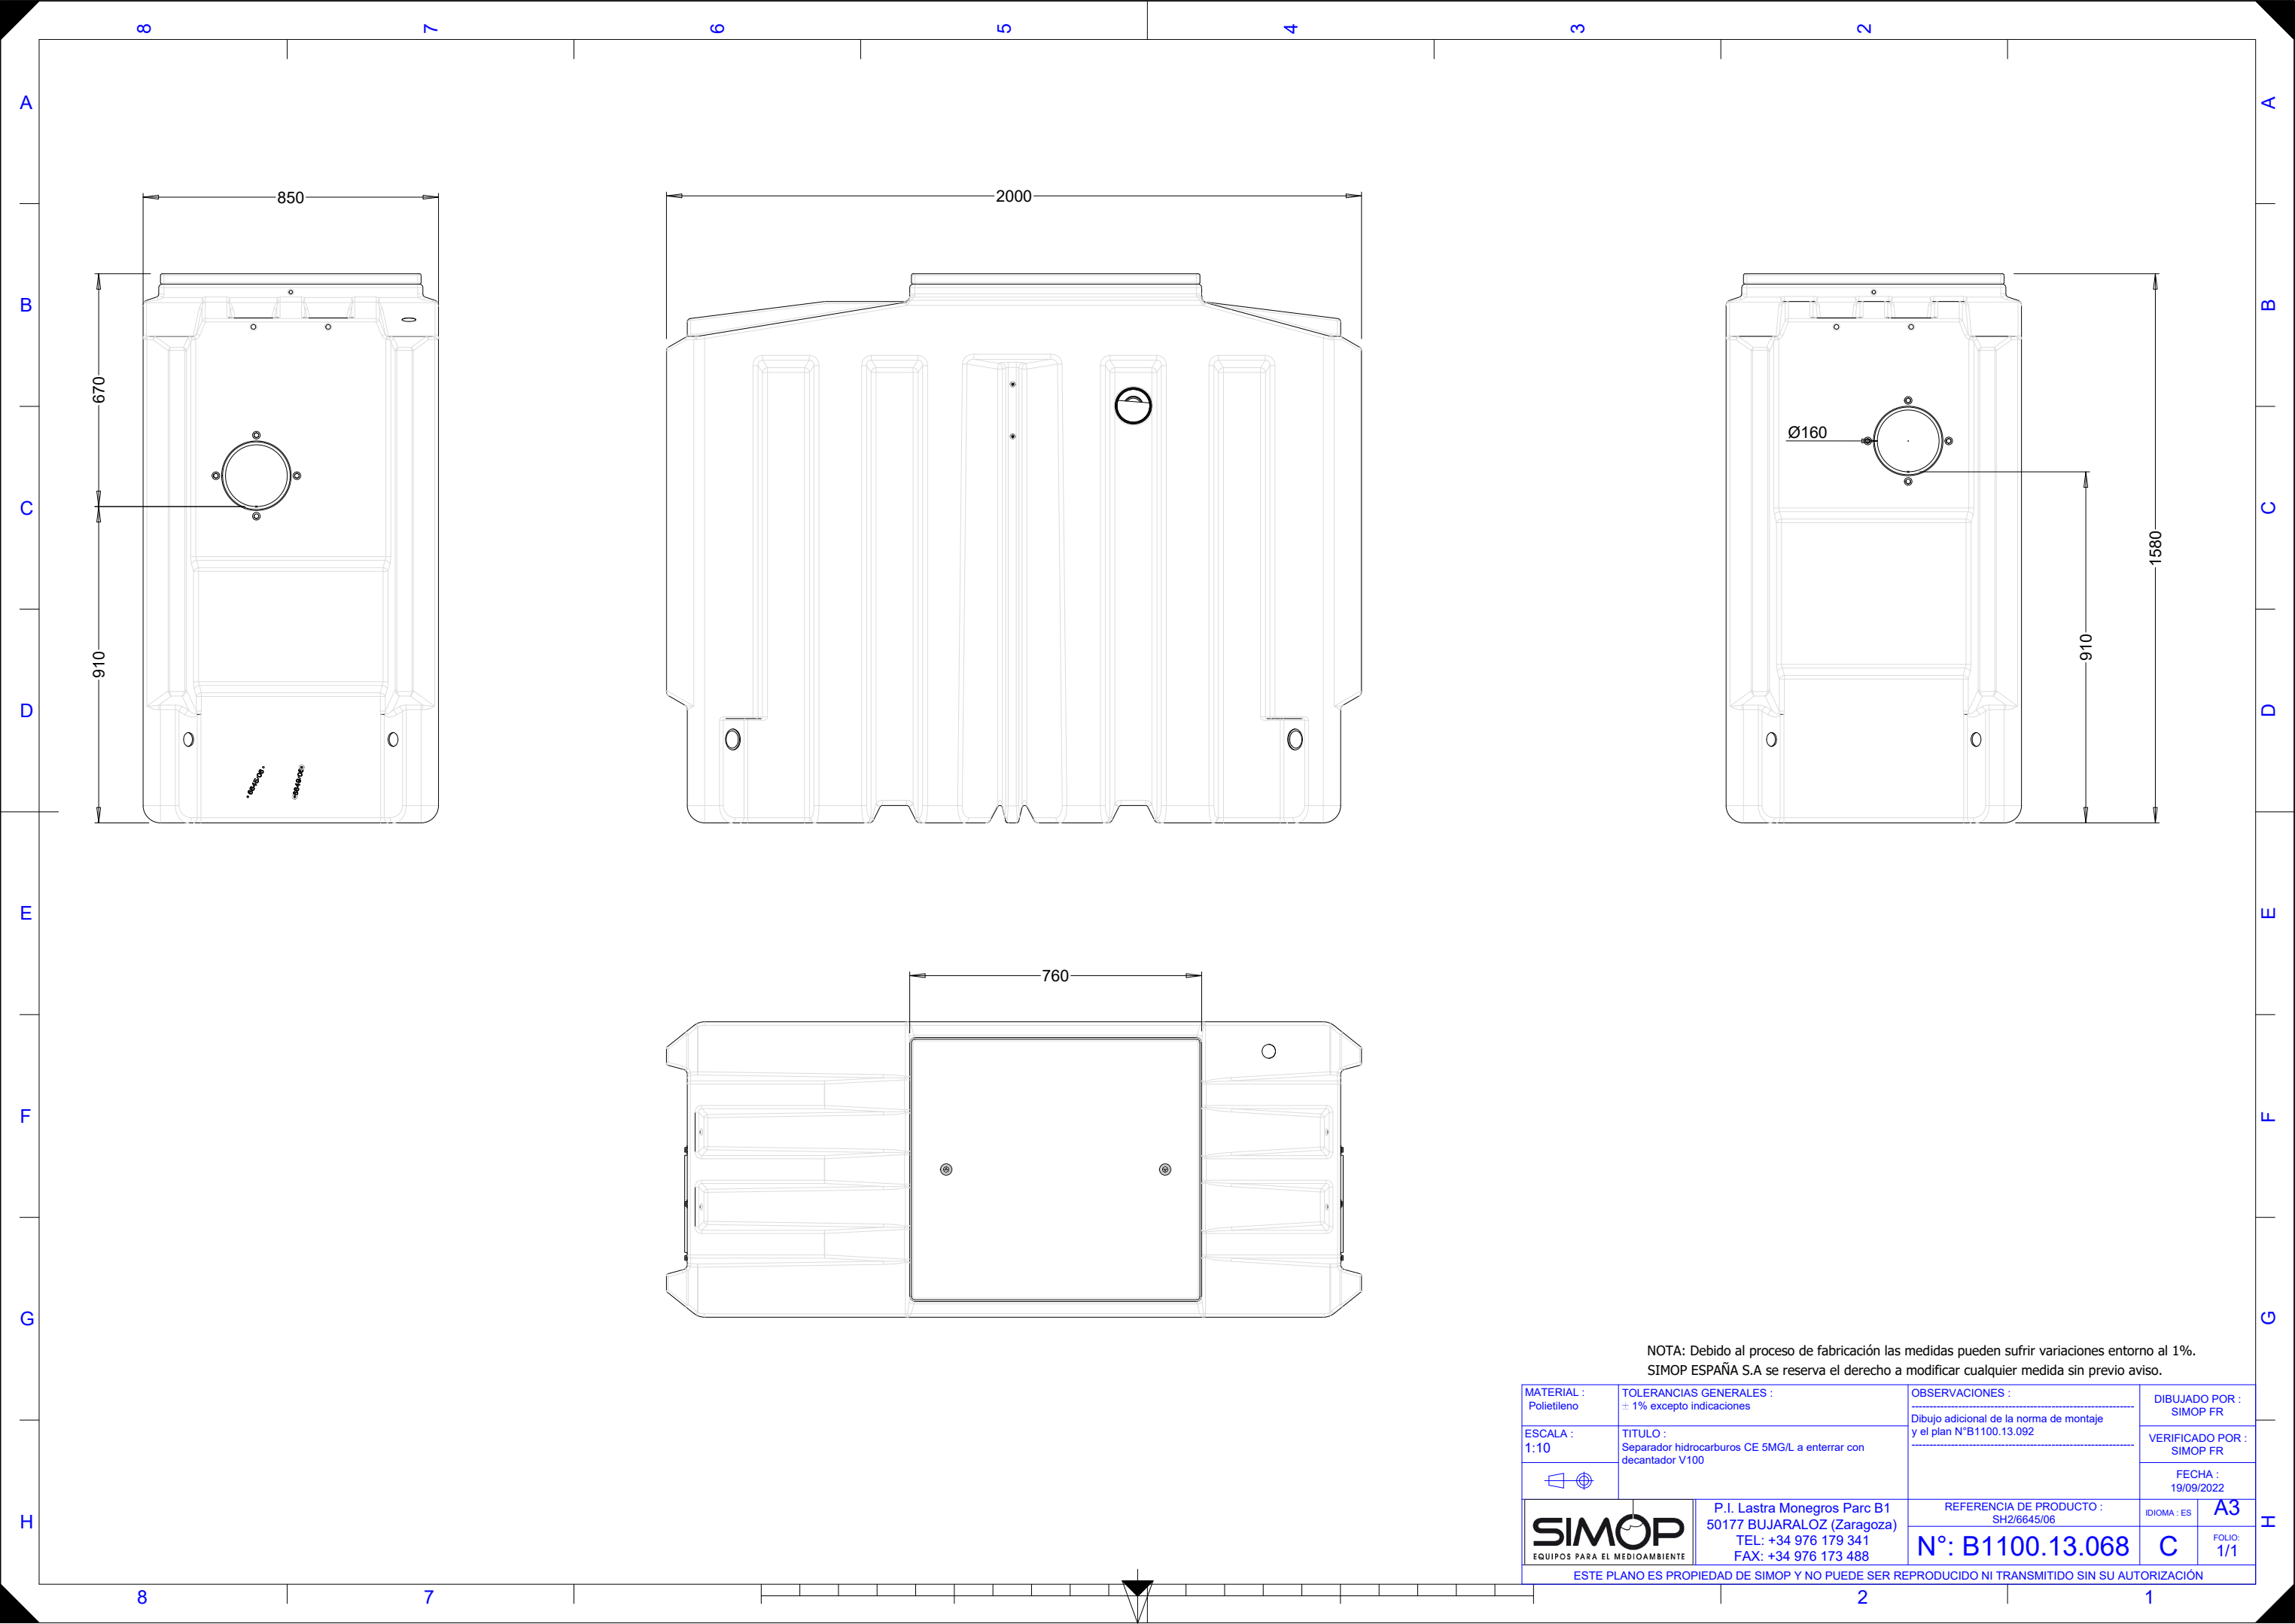 8 7 6 5 4 3 2
A A
850 2000
B B
670
Ø160
C C
1580
910 910
D D
E E
760
F F
G G
NOTA: Debido al proceso de fabricación las medidas pueden sufrir variaciones entorno al 1%.
SIMOP ESPAÑA S.A se reserva el derecho a modificar cualquier medida sin previo aviso.
MATERIAL :
Polietileno
TOLERANCIAS GENERALES :
± 1% excepto indicaciones
OBSERVACIONES :
Dibujo adicional de la norma de montaje
y el plan N°B1100.13.092
DIBUJADO POR :
SIMOP FR
ESCALA :
1:10
TITULO :
Separador hidrocarburos CE 5MG/L a enterrar con
decantador V100
VERIFICADO POR :
SIMOP FR
FECHA :
19/09/2022
H H
SIMOP
EQUIPOS PARA EL MEDIOAMBIENTE
P.I. Lastra Monegros Parc B1
50177 BUJARALOZ (Zaragoza)
TEL: +34 976 179 341
FAX: +34 976 173 488
REFERENCIA DE PRODUCTO :
SH2/6645/06
IDIOMA : ES
A3
N°: B1100.13.068
C
FOLIO:
1/1
ESTE PLANO ES PROPIEDAD DE SIMOP Y NO PUEDE SER REPRODUCIDO NI TRANSMITIDO SIN SU AUTORIZACIÓN
8 7 2 1